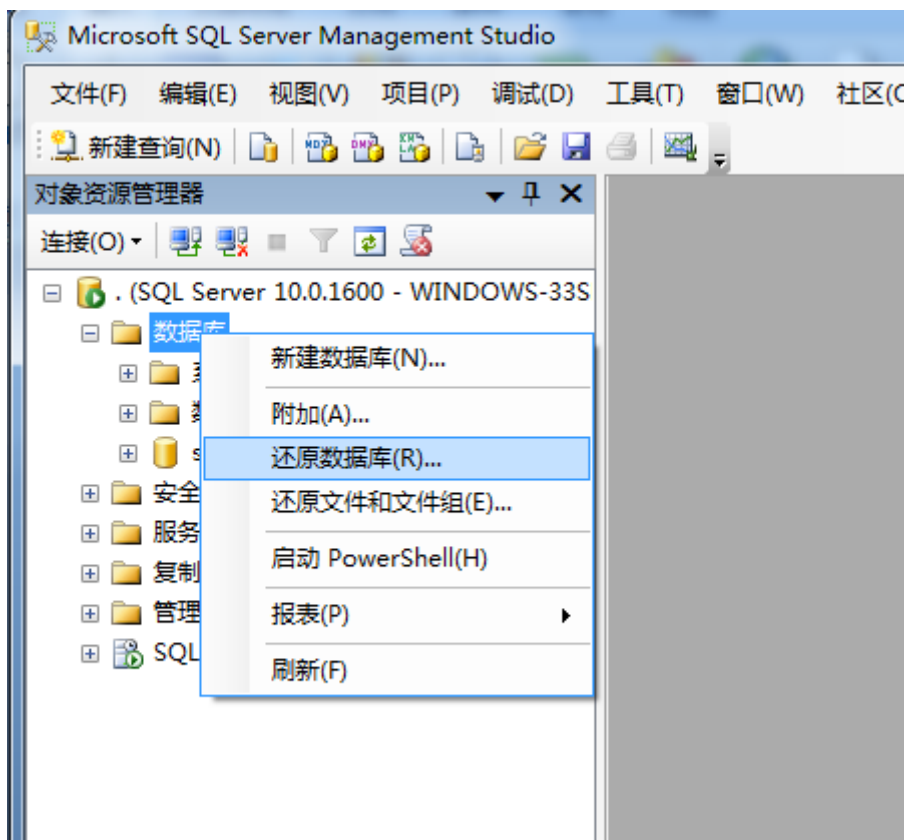 Microsoft SQL Server Management Studio
文件(F) 编辑(E) 视图(V) 项目(P) 调试(D) 工具(T) 窗口(W) 社区(C
新建查询(N)
对象资源管理器
连接(O)
. (SQL Server 10.0.1600 - WINDOWS-33S
数据库
新建数据库(N)...
附加(A)...
还原数据库(R)...
还原文件和文件组(E)...
启动 PowerShell(H)
报表(P)
刷新(F)
安全
服务
复制
管理
SQL